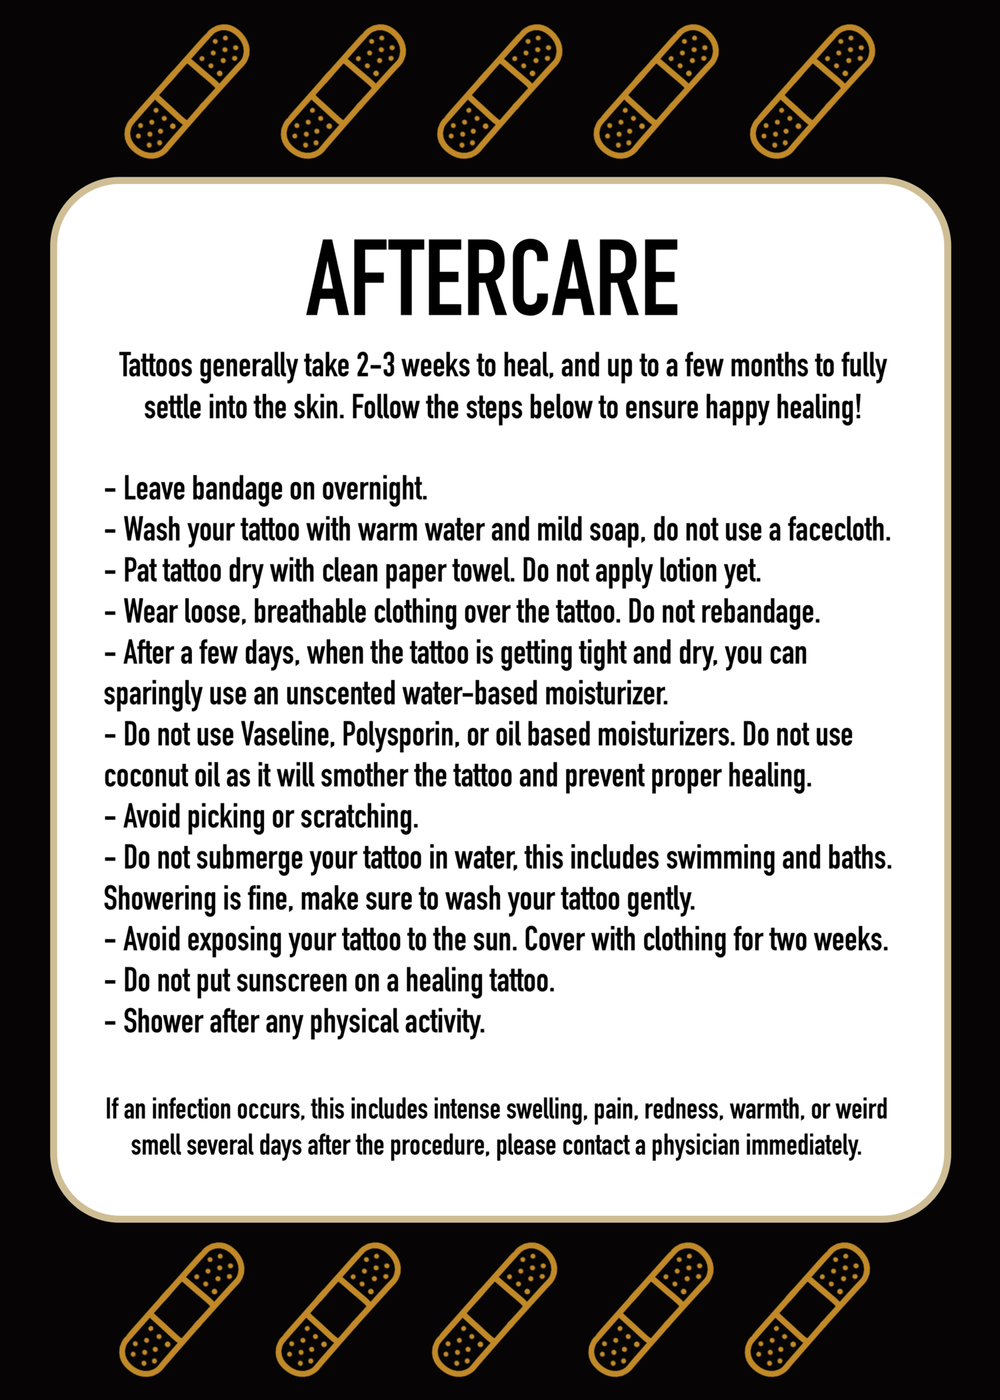 AFTERCARE
Tattoos generally take 2-3 weeks to heal, and up to a few months to fully
settle into the skin. Follow the steps below to ensure happy healing!
- Leave bandage on overnight.
- Wash your tattoo with warm water and mild soap, do not use a facecloth.
- Pat tattoo dry with clean paper towel. Do not apply lotion yet.
- Wear loose, breathable clothing over the tattoo. Do not rebandage.
- After a few days, when the tattoo is getting tight and dry, you can
sparingly use an unscented water-based moisturizer.
- Do not use Vaseline, Polysporin, or oil based moisturizers. Do not use
coconut oil as it will smother the tattoo and prevent proper healing.
- Avoid picking or scratching.
- Do not submerge your tattoo in water, this includes swimming and baths.
Showering is fine, make sure to wash your tattoo gently.
- Avoid exposing your tattoo to the sun. Cover with clothing for two weeks.
- Do not put sunscreen on a healing tattoo.
- Shower after any physical activity.
If an infection occurs, this includes intense swelling, pain, redness, warmth, or weird
smell several days after the procedure, please contact a physician immediately.